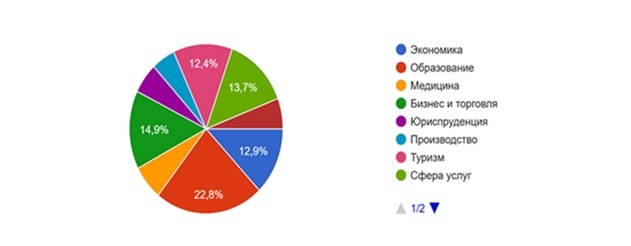 12,4%
13,7%
14,9%
12,9%
22,8%
Экономика
Образование
Медицина
Бизнес и торговля
Юриспруденция
Производство
Туризм
Сфера услуг
1/2